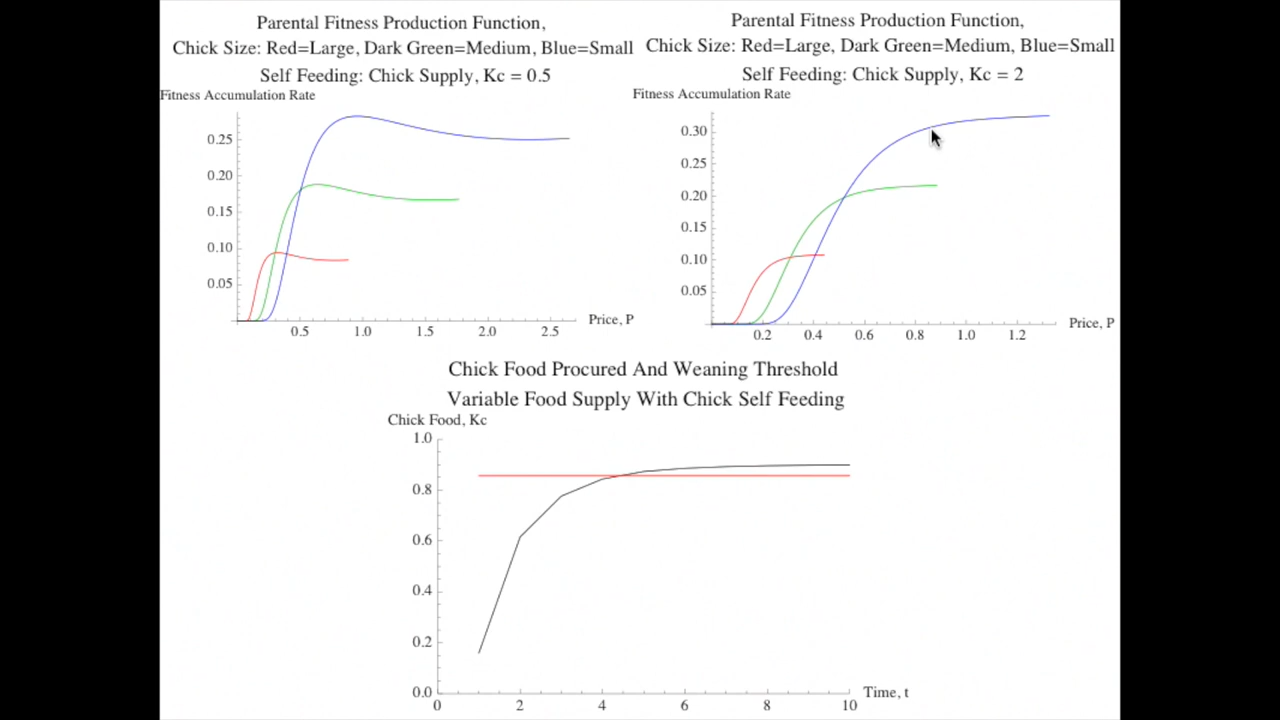 Parental Fitness Production Function,
Chick Size: Red=Large, Dark Green=Medium, Blue=Small
Self Feeding: Chick Supply, Kc = 0.5
Fitness Accumulation Rate
0.25
0.20
0.15
0.10
0.05
0.5 1.0 1.5 2.0 2.5
Price, P
Parental Fitness Production Function,
Chick Size: Red=Large, Dark Green=Medium, Blue=Small
Self Feeding: Chick Supply, Kc = 2
Fitness Accumulation Rate
0.30
0.25
0.20
0.15
0.10
0.05
0.2 0.4 0.6 0.8 1.0 1.2
Price, P
Chick Food Procured And Weaning Threshold
Variable Food Supply With Chick Self Feeding
Chick Food, Kc
1.0
0.8
0.6
0.4
0.2
0.0
0 2 4 6 8 10
Time, t